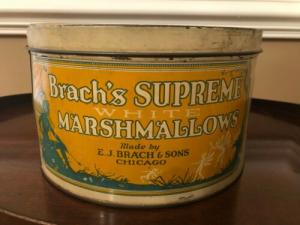 Brach's SUPREME
WHITE
MARSHMALLOWS
Made by
E.J. BRACH & SONS
CHICAGO